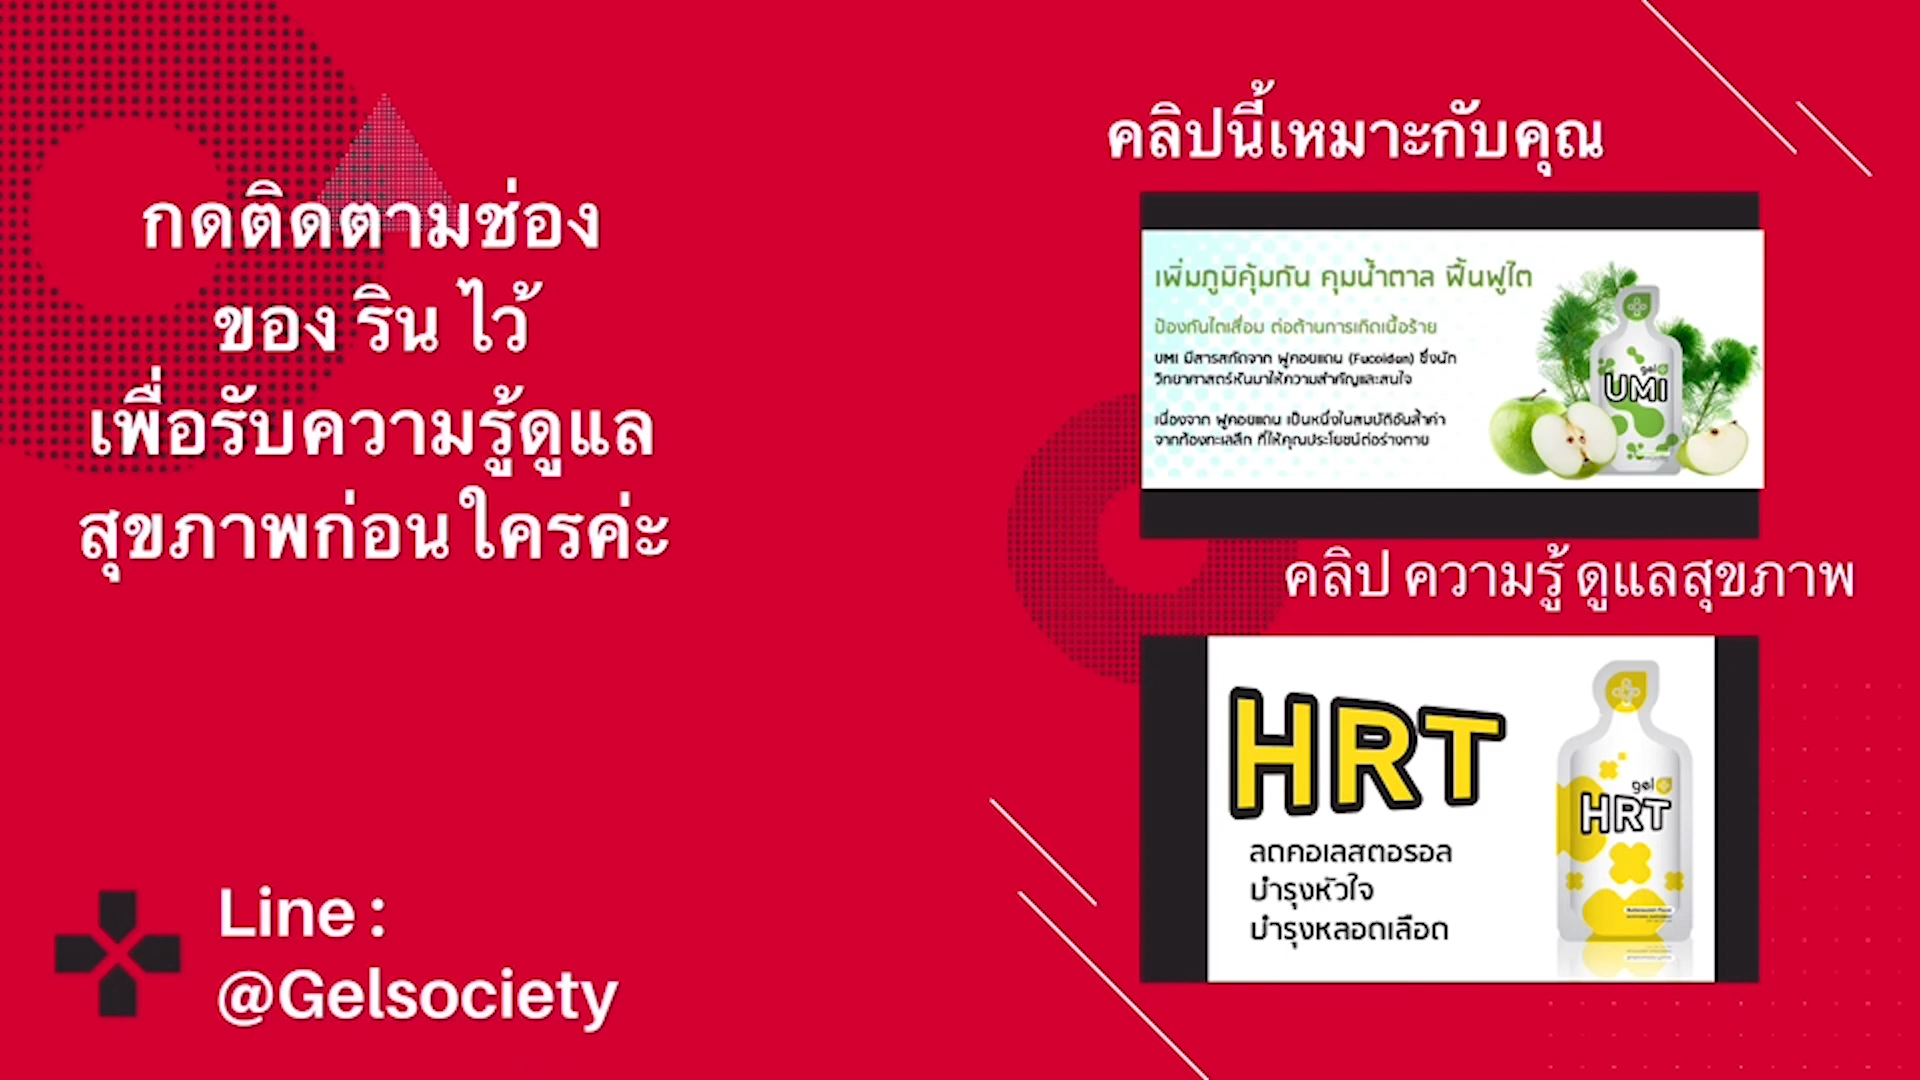 กดติดตามช่อง
ของ ริน ไว้
เพื่อรับความรู้ดูแล
สุขภาพก่อนใครค่ะ
Line :
@Gelsociety
คลิปนี้เหมาะกับคุณ
เพิ่มภูมิคุ้มกัน คุมน้ำตาล ฟื้นฟูไต
ป้องกันไตเสื่อม ต่อต้านการเกิดเนื้อร้าย
UMI มีสารสกัดจาก ฟูคอยแดน (Fucoidan) ซึ่งนัก
วิทยาศาสตร์หันมาให้ความสำคัญและสนใจ
เนื่องจาก ฟูคอยแดน เป็นหนึ่งในสมบัติอันล้ำค่า
จากท้องทะเลลึก ที่ให้คุณประโยชน์ต่อร่างกาย
gel
UMI
คลิป ความรู้ ดูแลสุขภาพ
HRT
ลดคอเลสตอรอล
บำรุงหัวใจ
บำรุงหลอดเลือด
gel
HRT